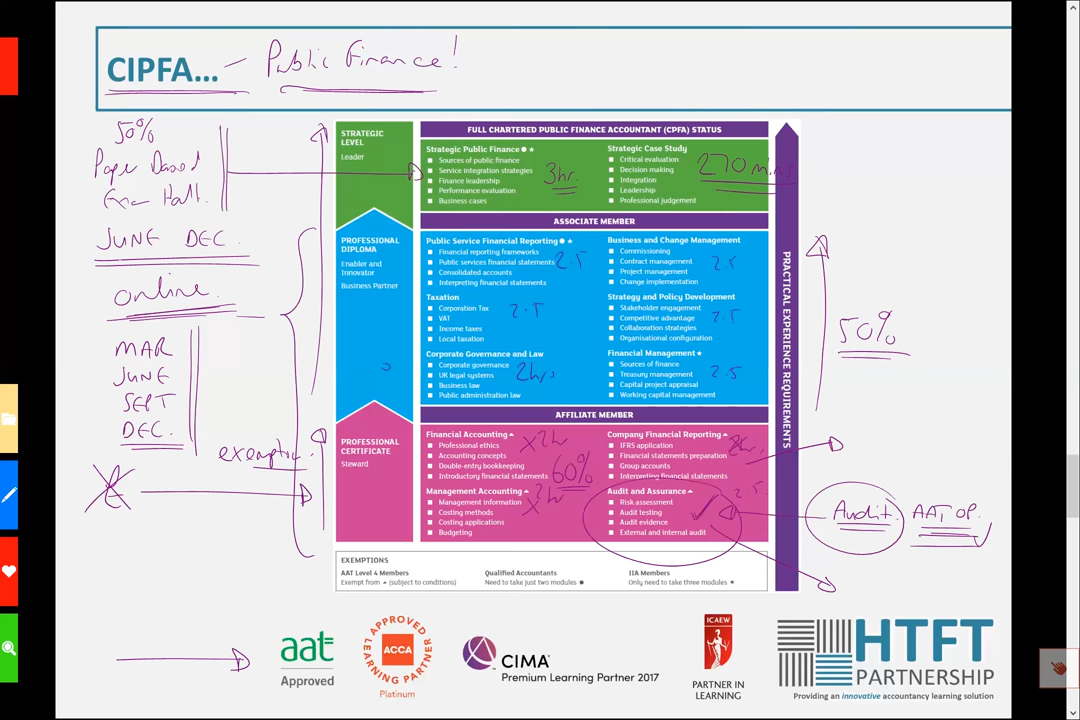 CIPFA... – Public Finance!
50%
Paper Based
Exam Hall.
JUNE DEC.
online.
MAR
JUNE
SEPT
DEC.
exemption.
STRATEGIC
LEVEL
Leader
PROFESSIONAL
DIPLOMA
Enabler and
Innovator
Business Partner
PROFESSIONAL
CERTIFICATE
Steward
FULL CHARTERED PUBLIC FINANCE ACCOUNTANT (CPFA) STATUS
Strategic Public Finance ● ★
■ Sources of public finance
■ Service integration strategies
■ Finance leadership
■ Performance evaluation
■ Business cases
3hr.
Strategic Case Study
■ Critical evaluation
■ Decision making
■ Integration
■ Leadership
■ Professional judgement
270 mins
ASSOCIATE MEMBER
Public Service Financial Reporting ● ★
■ Financial reporting frameworks
■ Public services financial statements
■ Consolidated accounts
■ Interpreting financial statements
2.5
Business and Change Management
■ Commissioning
■ Contract management
■ Project management
■ Change implementation
2.5
Taxation
■ Corporation Tax
■ VAT
■ Income taxes
■ Local taxation
2.5
Strategy and Policy Development
■ Stakeholder engagement
■ Competitive advantage
■ Collaboration strategies
■ Organisational configuration
2.5
Corporate Governance and Law
■ Corporate governance
■ UK legal systems
■ Business law
■ Public administration law
2hrs
Financial Management ★
■ Sources of finance
■ Treasury management
■ Capital project appraisal
■ Working capital management
2.5
AFFILIATE MEMBER
Financial Accounting ▲
■ Professional ethics
■ Accounting concepts
■ Double-entry bookkeeping
■ Introductory financial statements
2hr
60%
Company Financial Reporting ▲
■ IFRS application
■ Financial statements preparation
■ Group accounts
■ Interpreting financial statements
2hr.
Management Accounting ▲
■ Management information
■ Costing methods
■ Costing applications
■ Budgeting
2hr
Audit and Assurance ▲
■ Risk assessment
■ Audit testing
■ Audit evidence
■ External and internal audit
2.5
PRACTICAL EXPERIENCE REQUIREMENTS
50%
Audit. AAT OP.
EXEMPTIONS
AAT Level 4 Members
Exempt from ▲ (subject to conditions)
Qualified Accountants
Need to take just two modules ●
IIA Members
Only need to take three modules ★
aat
Approved
APPROVED LEARNING PARTNER
ACCA
Platinum
CIMA
Premium Learning Partner 2017
ICAEW
PARTNER IN
LEARNING
HTFT
PARTNERSHIP
Providing an innovative accountancy learning solution